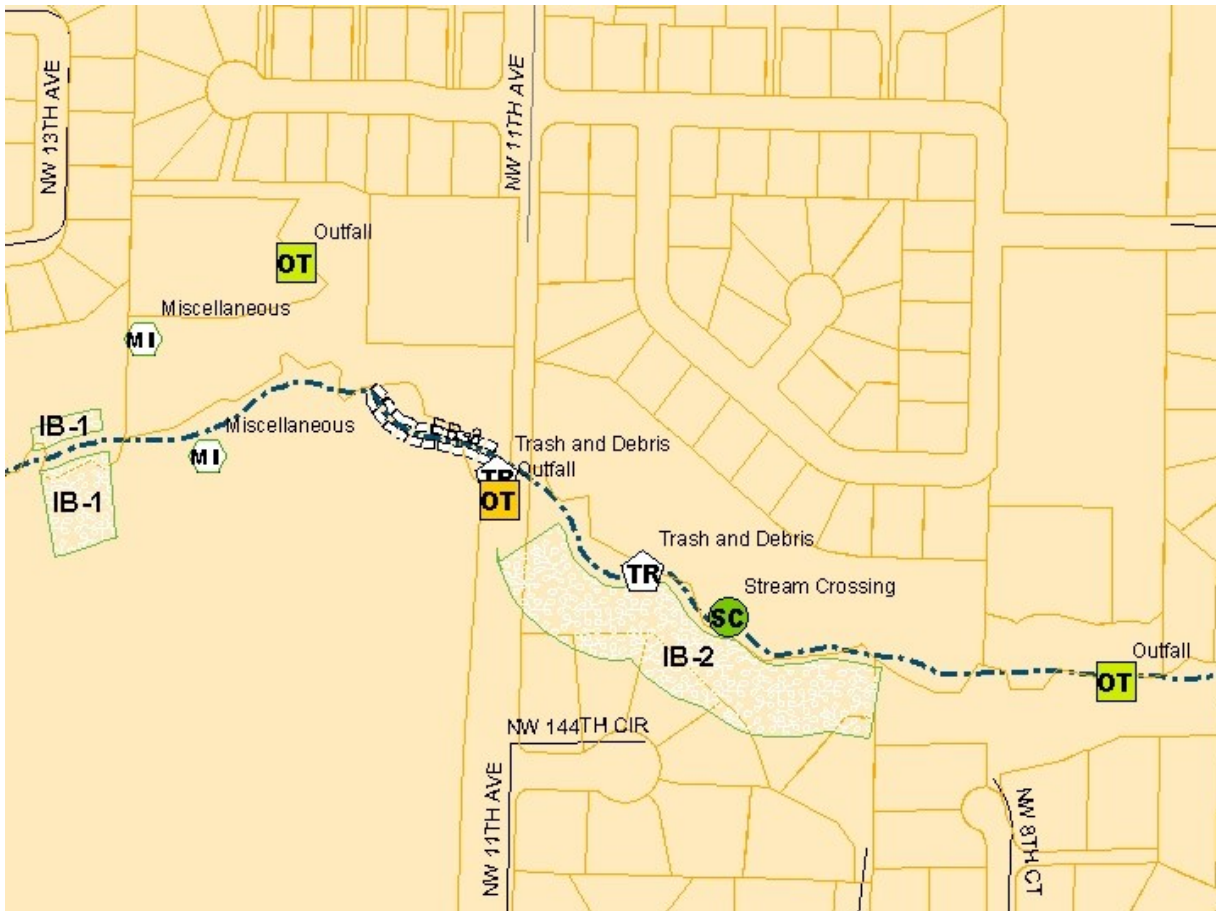 NW 13TH AVE
NW 11TH AVE
Outfall
OT
Miscellaneous
MI
IB-1
Miscellaneous
MI
IB-1
Trash and Debris
TR
Outfall
OT
Trash and Debris
TR
Stream Crossing
SC
IB-2
Outfall
OT
NW 144TH CIR
NW 11TH AVE
NW 8TH CT